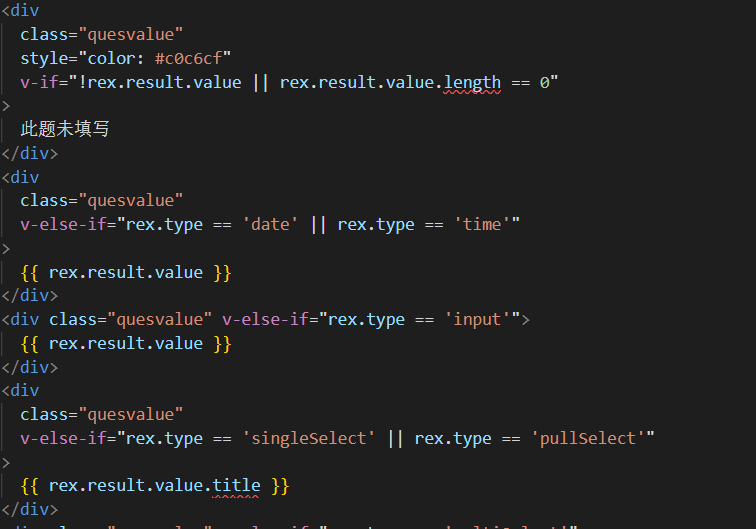 <div
class="quesvalue"
style="color: #c0c6cf"
v-if="!rex.result.value || rex.result.value.length == 0"
>
此题未填写
</div>
<div
class="quesvalue"
v-else-if="rex.type == 'date' || rex.type == 'time'"
>
{{ rex.result.value }}
</div>
<div class="quesvalue" v-else-if="rex.type == 'input'">
{{ rex.result.value }}
</div>
<div
class="quesvalue"
v-else-if="rex.type == 'singleSelect' || rex.type == 'pullSelect'"
>
{{ rex.result.value.title }}
</div>